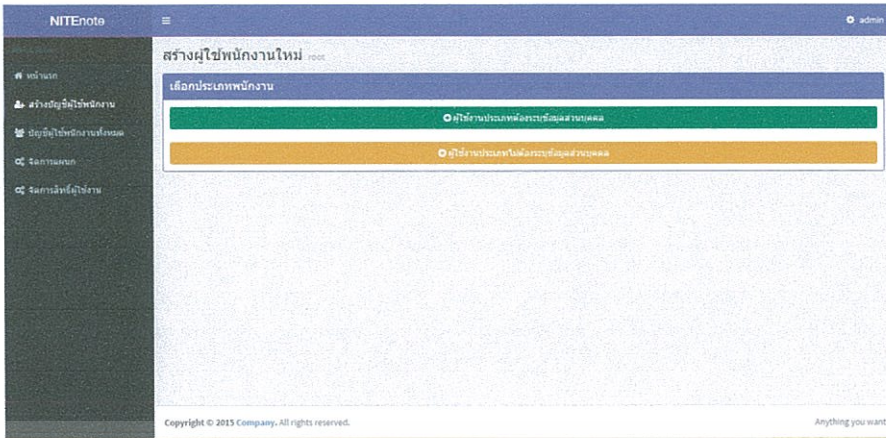 NITEnote
admin
สร้างผู้ใช้พนักงานใหม่ root
หน้าแรก
เลือกประเภทพนักงาน
สร้างบัญชีผู้ใช้พนักงาน
ผู้ใช้งานประเภทต้องระบุข้อมูลส่วนบุคคล
บัญชีผู้ใช้พนักงานทั้งหมด
ผู้ใช้งานประเภทไม่ต้องระบุข้อมูลส่วนบุคคล
จัดการแผนก
จัดการสิทธิ์ผู้ใช้งาน
Copyright © 2015 Company. All rights reserved.
Anything you want